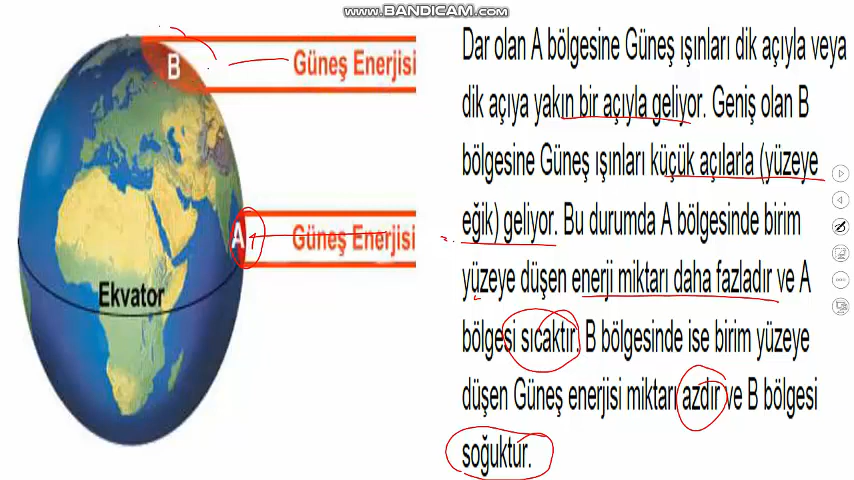 WWW.BANDICAM.COM
B
Güneş Enerjisi
A
Güneş Enerjisi
Ekvator
Dar olan A bölgesine Güneş ışınları dik açıyla veya
dik açıya yakın bir açıyla geliyor. Geniş olan B
bölgesine Güneş ışınları küçük açılarla (yüzeye
eğik) geliyor. Bu durumda A bölgesinde birim
yüzeye düşen enerji miktarı daha fazladır ve A
bölgesi sıcaktır. B bölgesinde ise birim yüzeye
düşen Güneş enerjisi miktarı azdır ve B bölgesi
soğuktur.